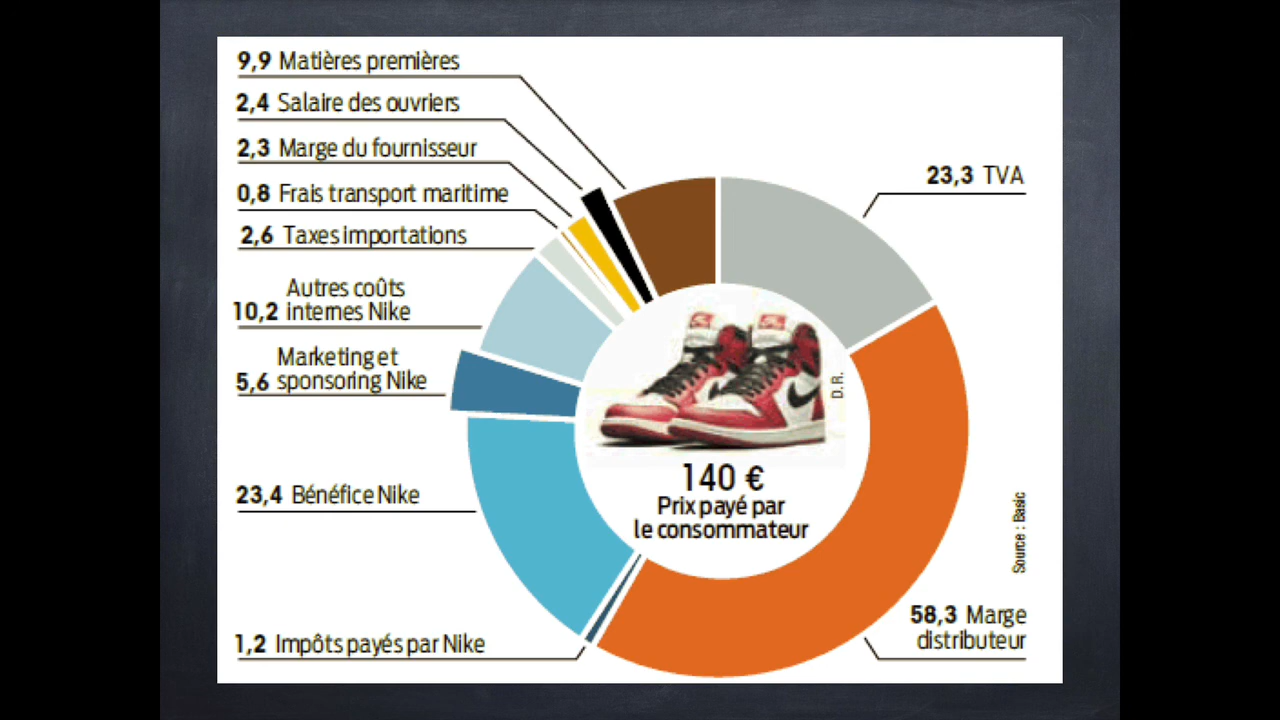 9,9 Matières premières
2,4 Salaire des ouvriers
2,3 Marge du fournisseur
0,8 Frais transport maritime
2,6 Taxes importations
Autres coûts
10,2 internes Nike
Marketing et
5,6 sponsoring Nike
23,4 Bénéfice Nike
1,2 Impôts payés par Nike
23,3 TVA
D.R.
140 €
Prix payé par
le consommateur
Source : Basic
58,3 Marge
distributeur